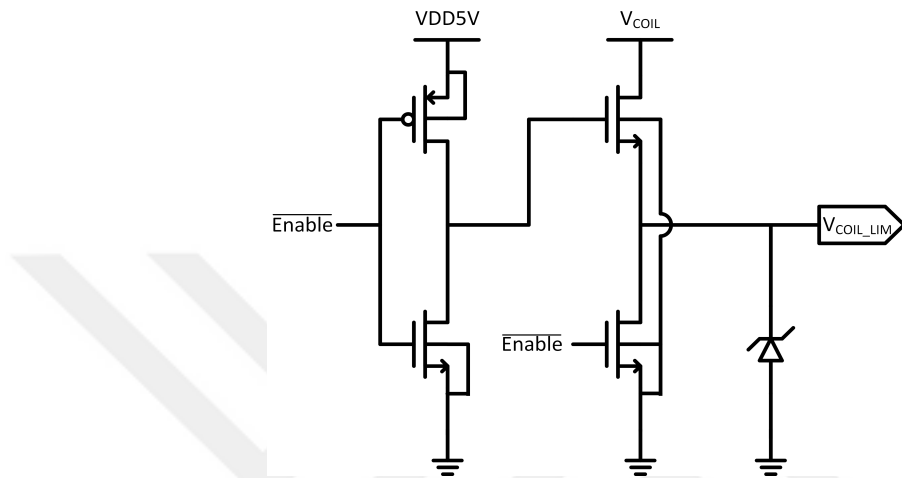 VDD5V
V_COIL
Enable
V_COIL_LIM
Enable